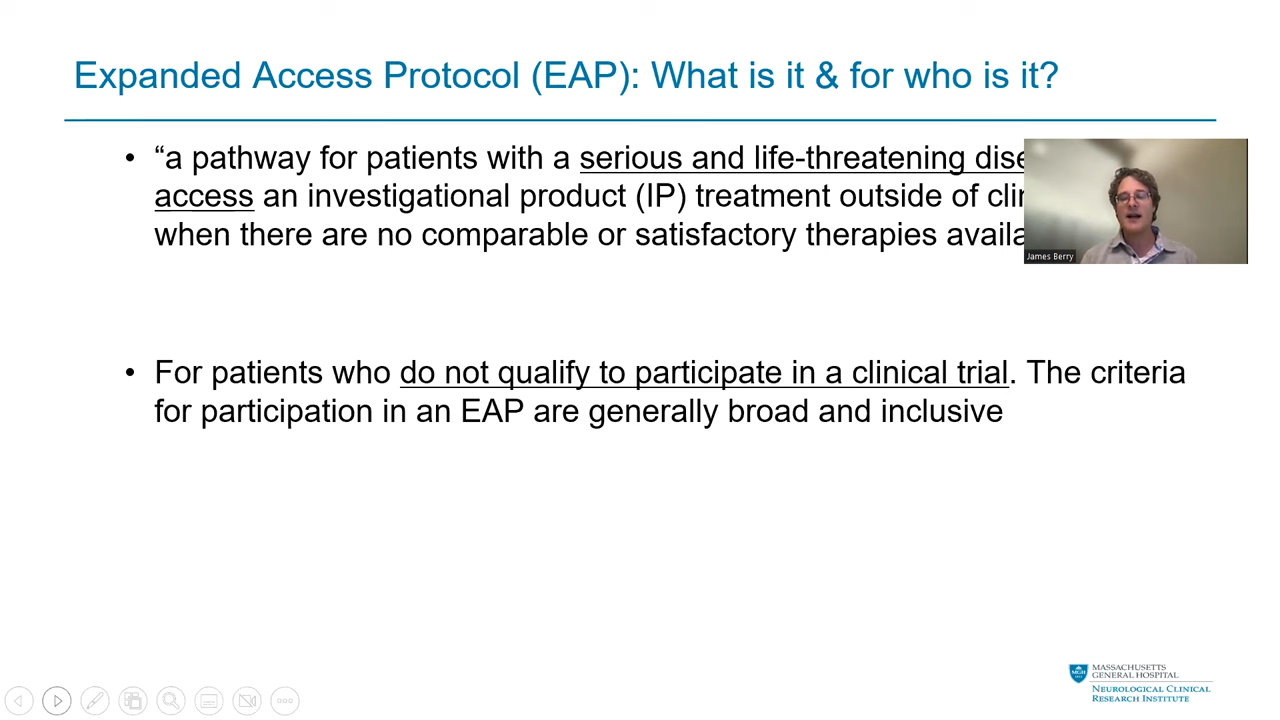 Expanded Access Protocol (EAP): What is it & for who is it?
• “a pathway for patients with a serious and life-threatening
access an investigational product (IP) treatment outside of
when there are no comparable or satisfactory therapies
James Berry
• For patients who do not qualify to participate in a clinical trial. The criteria
for participation in an EAP are generally broad and inclusive
MASSACHUSETTS
GENERAL HOSPITAL
NEUROLOGICAL CLINICAL
RESEARCH INSTITUTE
MGH